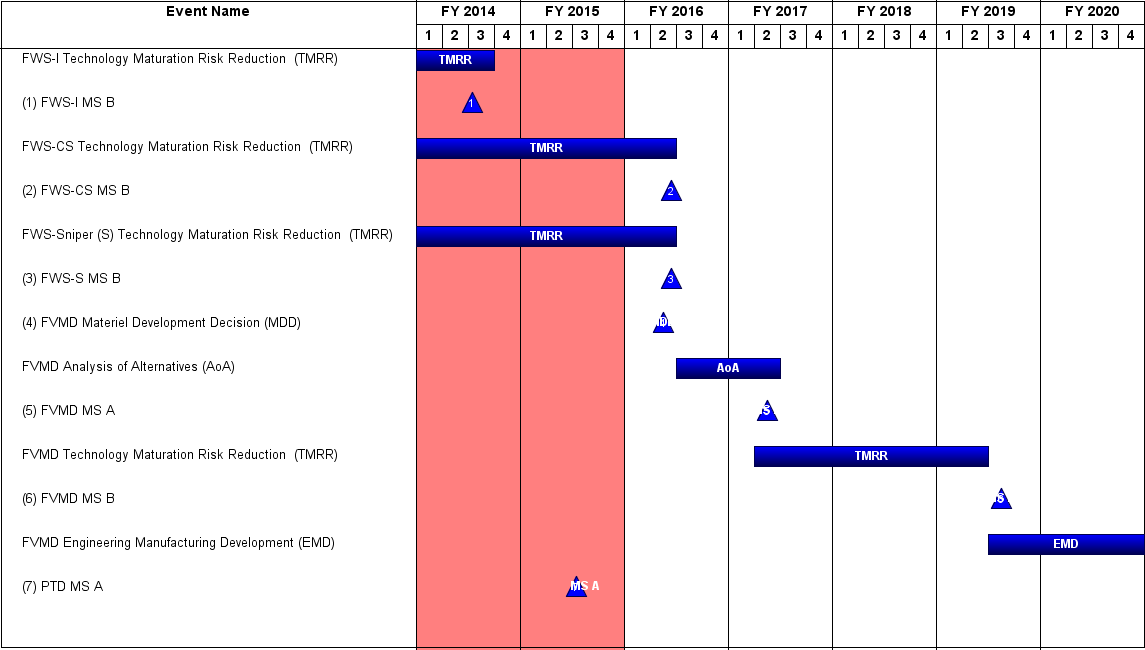 Event Name FY 2014 FY 2015 FY 2016 FY 2017 FY 2018 FY 2019 FY 2020
1 2 3 4 1 2 3 4 1 2 3 4 1 2 3 4 1 2 3 4 1 2 3 4 1 2 3 4
FWS-I Technology Maturation Risk Reduction (TMRR) TMRR
(1) FWS-I MS B 1
FWS-CS Technology Maturation Risk Reduction (TMRR) TMRR
(2) FWS-CS MS B 2
FWS-Sniper (S) Technology Maturation Risk Reduction (TMRR) TMRR
(3) FWS-S MS B 3
(4) FVMD Materiel Development Decision (MDD)
FVMD Analysis of Alternatives (AoA) AoA
(5) FVMD MS A
FVMD Technology Maturation Risk Reduction (TMRR) TMRR
(6) FVMD MS B
FVMD Engineering Manufacturing Development (EMD) EMD
(7) PTD MS A MS A